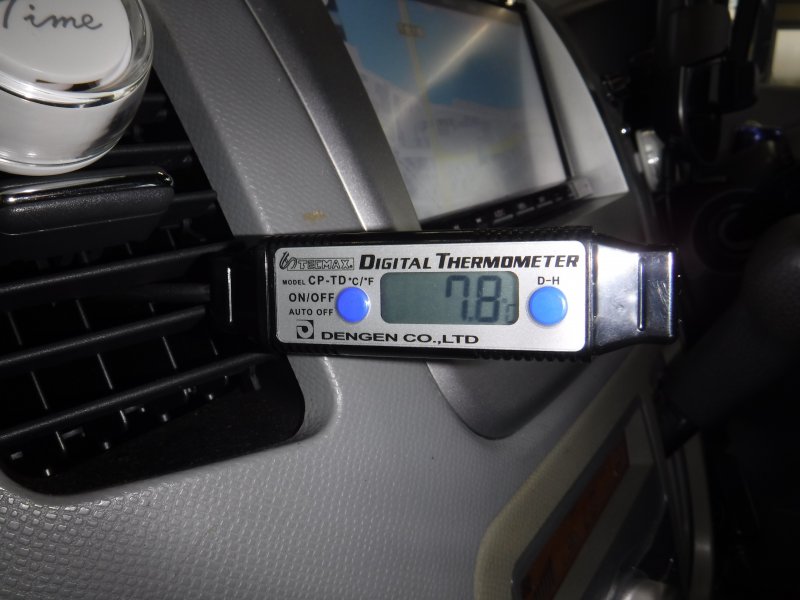 Time
TECMAX DIGITAL THERMOMETER
MODEL CP-TD °C/°F
D-H
ON/OFF
AUTO OFF
7.8°C
DENGEN CO.,LTD